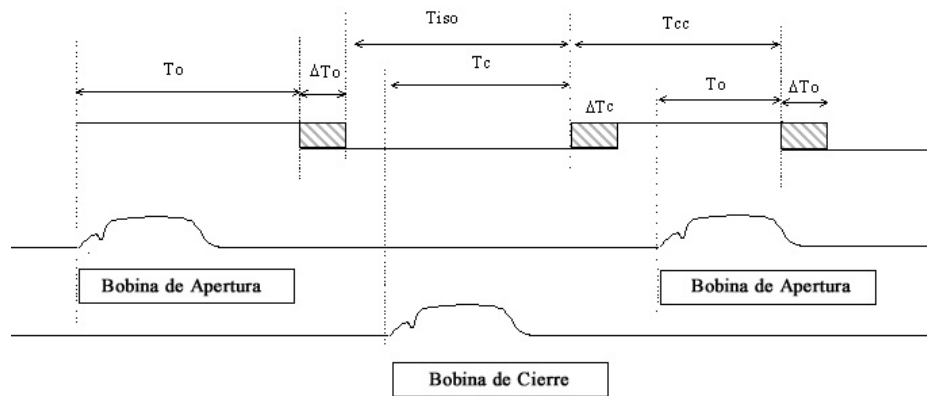 Tiso
Tcc
To
ΔTo
Tc
To
ΔTo
ΔTc
Bobina de Apertura
Bobina de Apertura
Bobina de Cierre